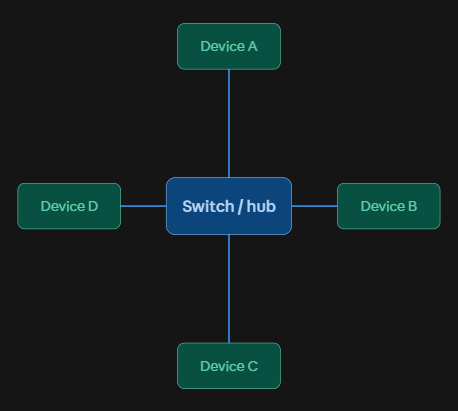 Device A
Device D
Switch / hub
Device B
Device C